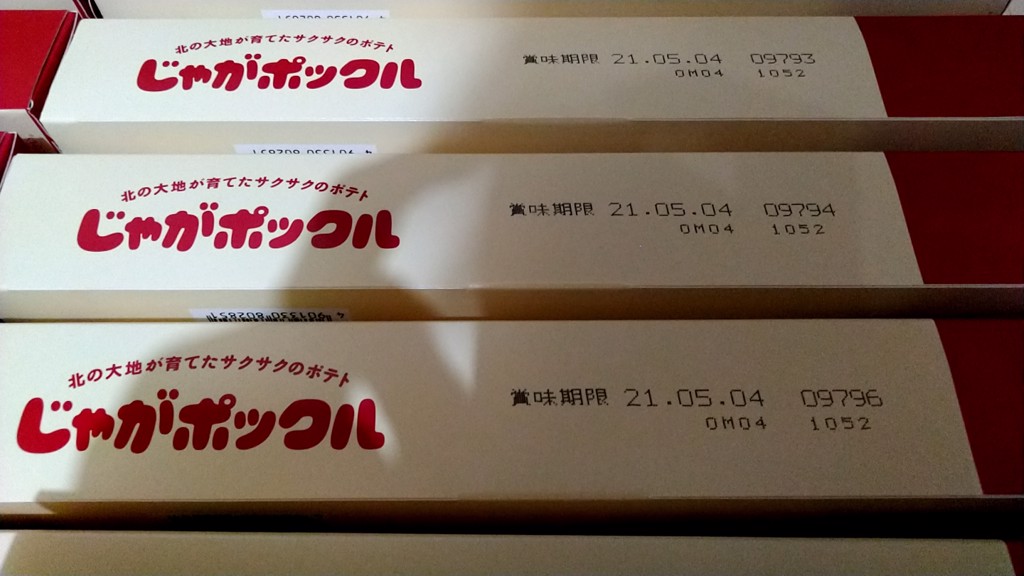 北の大地が育てたサクサクのポテト
じゃがポックル
賞味期限 21.05.04 09793
0M04 1052
北の大地が育てたサクサクのポテト
じゃがポックル
賞味期限 21.05.04 09794
0M04 1052
4 901330 802851
北の大地が育てたサクサクのポテト
じゃがポックル
賞味期限 21.05.04 09796
0M04 1052